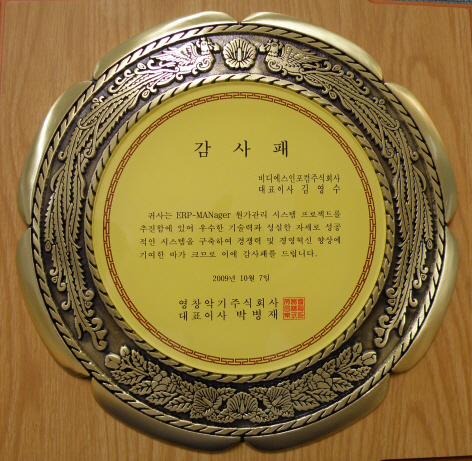 감사패
비디에스인포컴주식회사
대표이사 김영수
귀사는 ERP-MANager 원가관리 시스템 프로젝트를
추진함에 있어 우수한 기술력과 성실한 자세로 성공
적인 시스템을 구축하여 경쟁력 및 경영혁신 향상에
기여한 바가 크므로 이에 감사패를 드립니다.
2009년 10월 7일
영창악기주식회사
대표이사 박병재